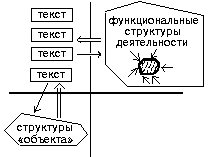 текст
текст
текст
текст
функциональные
структуры
деятельности
структуры
«объекта»